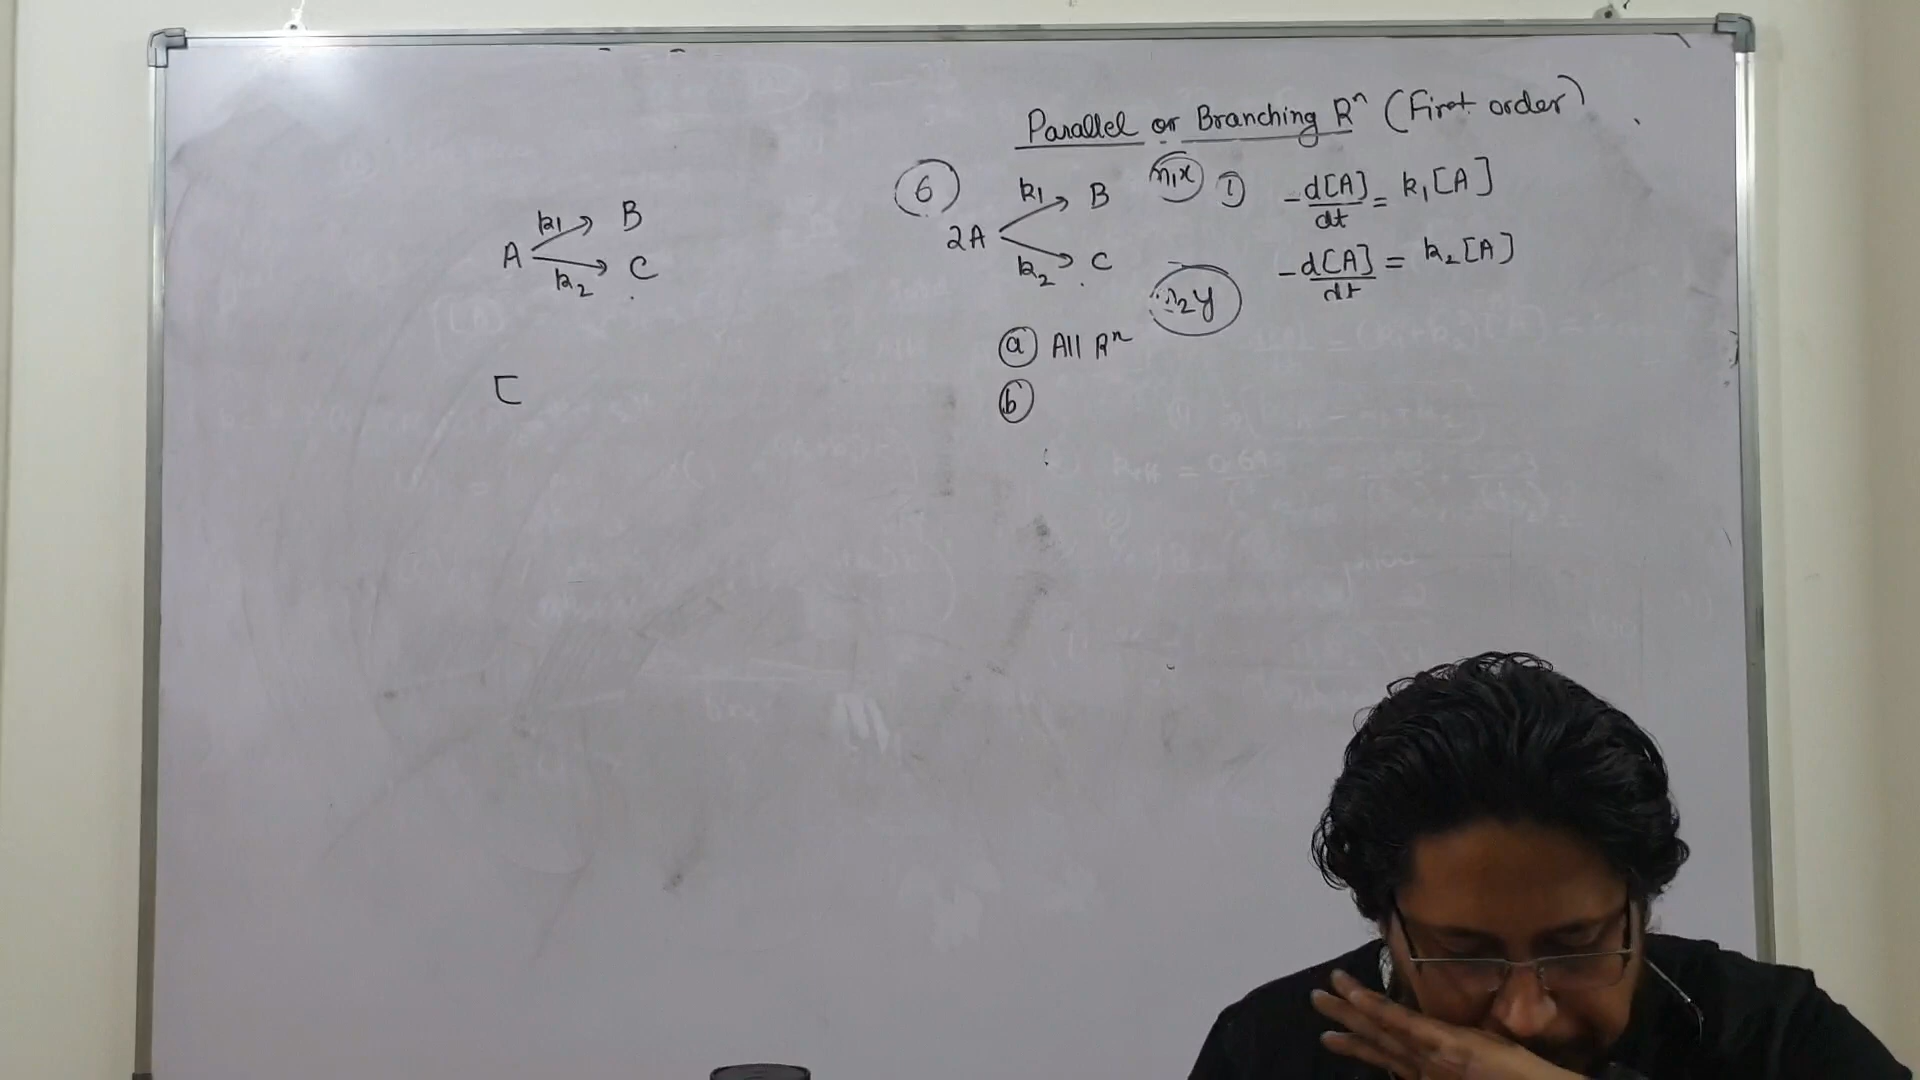 Parallel or Branching Rⁿ (First order)
A k₁ B
k₂ C
[
⑥ 2A k₁ B n₁x ① -d[A]/dt = k₁[A]
k₂ C n₂y -d[A]/dt = k₂[A]
ⓐ All Rⁿ
ⓑ